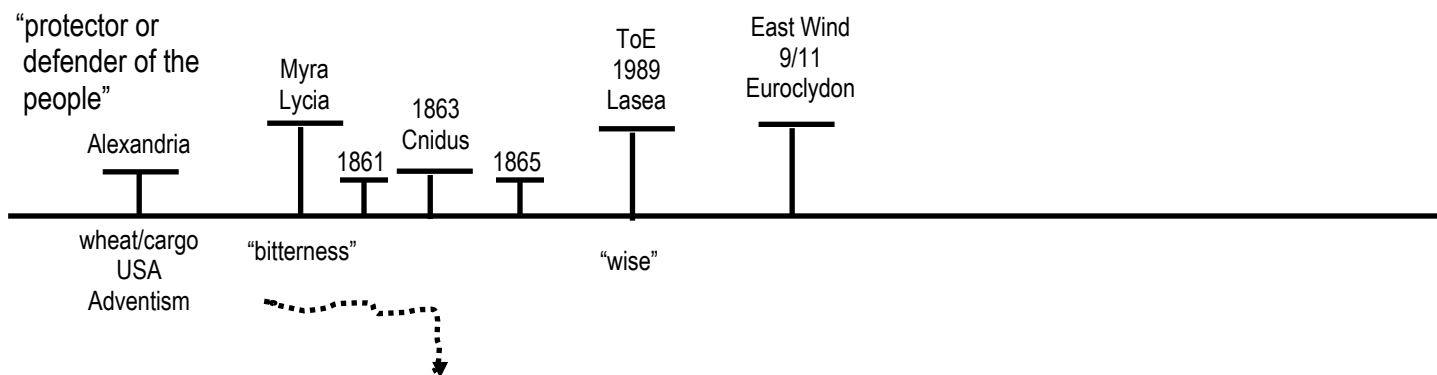 “protector or
defender of the
people”
Alexandria
Myra
Lycia
1861
1863
Cnidus
1865
ToE
1989
Lasea
East Wind
9/11
Euroclydon
wheat/cargo
USA
Adventism
“bitterness”
“wise”